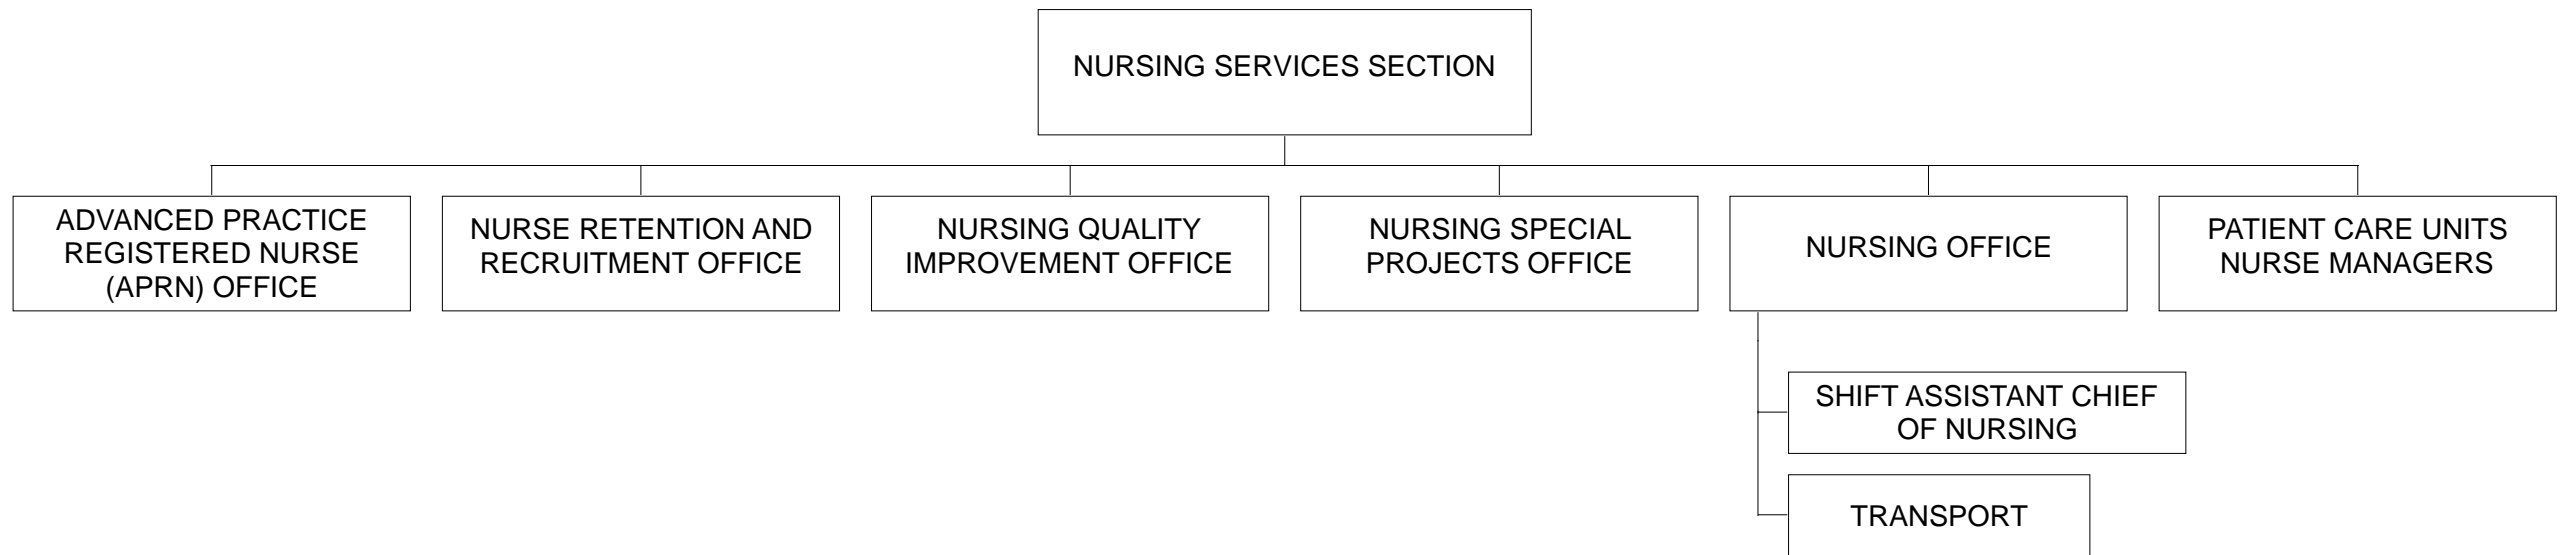 NURSING SERVICES SECTION
ADVANCED PRACTICE
REGISTERED NURSE
(APRN) OFFICE
NURSE RETENTION AND
RECRUITMENT OFFICE
NURSING QUALITY
IMPROVEMENT OFFICE
NURSING SPECIAL
PROJECTS OFFICE
NURSING OFFICE
PATIENT CARE UNITS
NURSE MANAGERS
SHIFT ASSISTANT CHIEF
OF NURSING
TRANSPORT